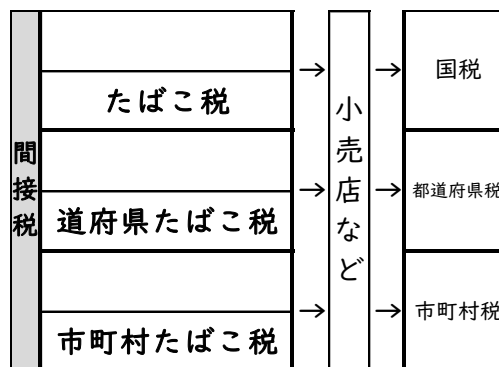 間接税
たばこ税
道府県たばこ税
市町村たばこ税
→
→
→
小売店など
→
→
→
国税
都道府県税
市町村税